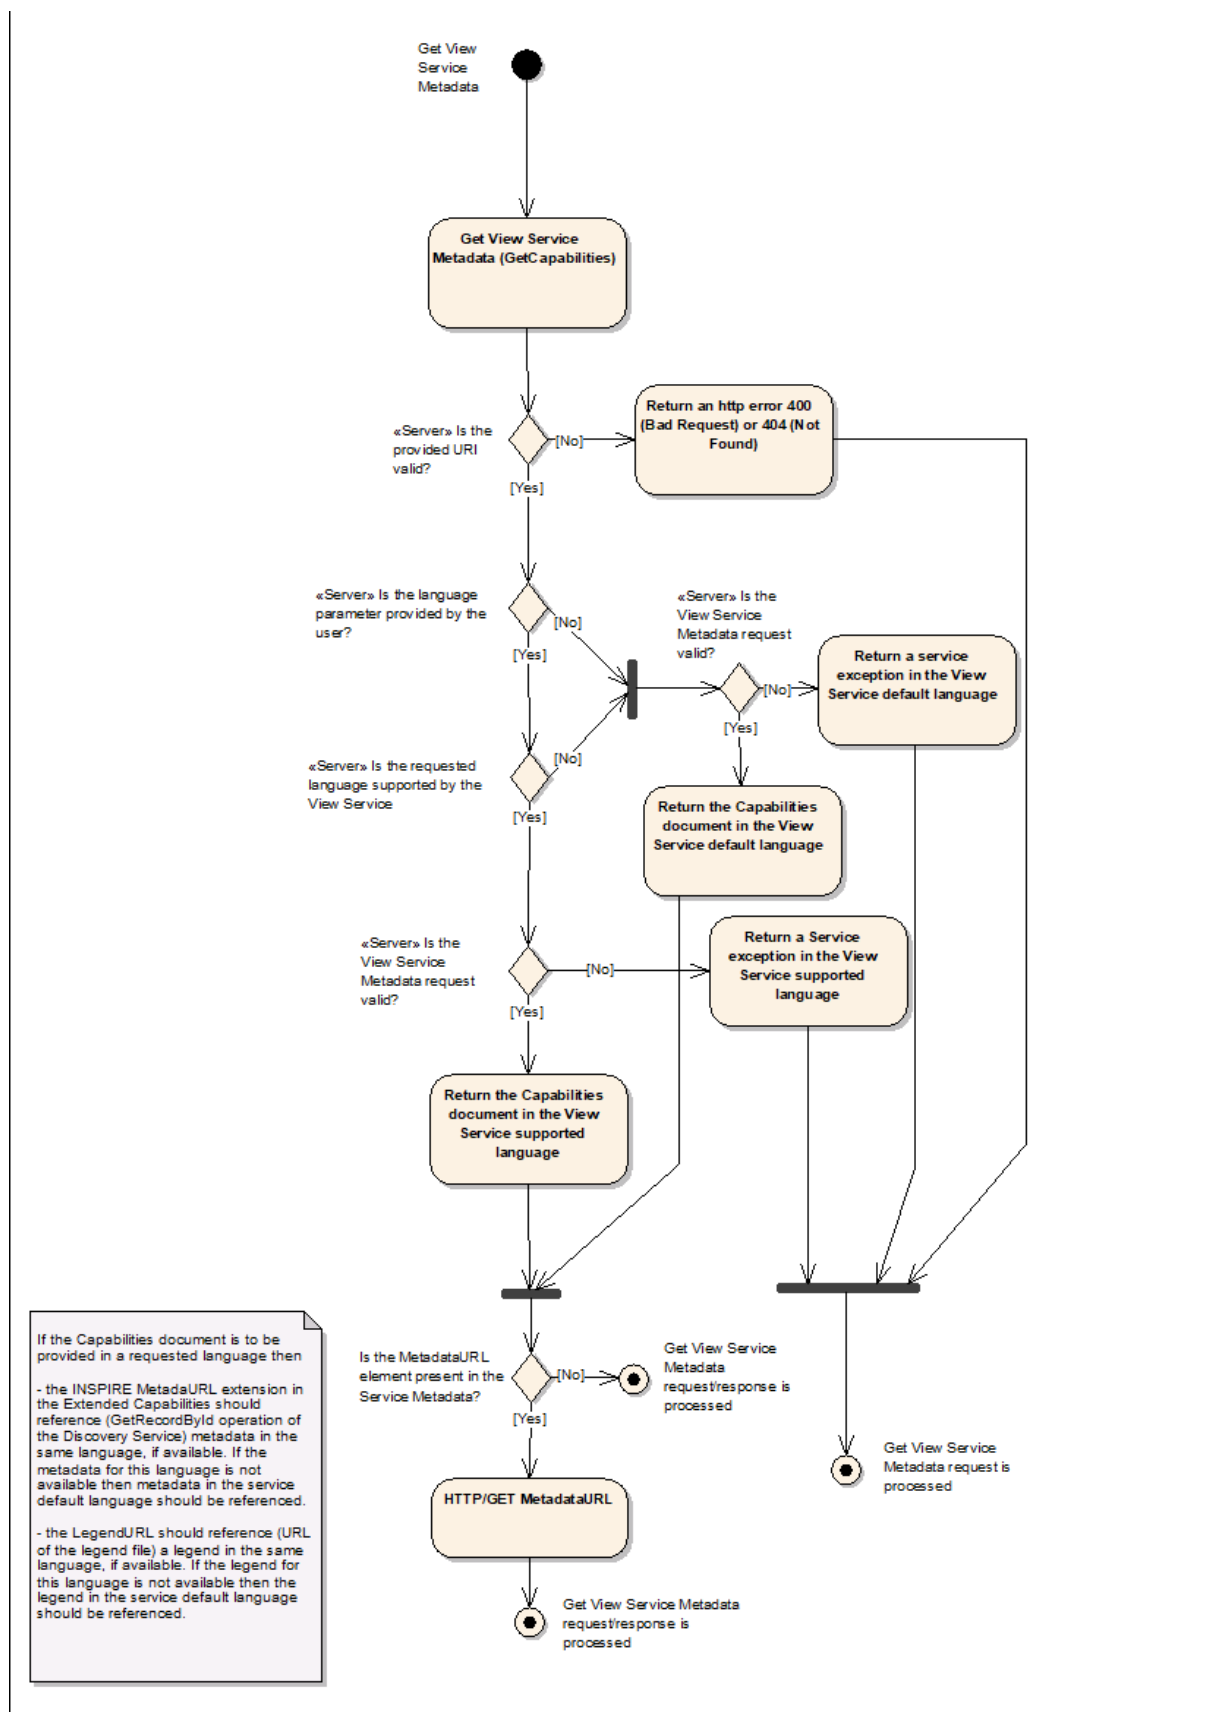 Get View
Service
Metadata
Get View Service
Metadata (GetCapabilities)
«Server» Is the
provided URI
valid?
[No]
[Yes]
Return an http error 400
(Bad Request) or 404 (Not
Found)
«Server» Is the language
parameter provided by the
user?
[No]
[Yes]
«Server» Is the
View Service
Metadata request
valid?
[No]
[Yes]
Return a service
exception in the View
Service default language
«Server» Is the requested
language supported by the
View Service
[No]
[Yes]
Return the Capabilities
document in the View
Service default language
«Server» Is the
View Service
Metadata request
valid?
[No]
[Yes]
Return a Service
exception in the View
Service supported
language
Return the Capabilities
document in the View
Service supported
language
If the Capabilities document is to be
provided in a requested language then
- the INSPIRE MetadaURL extension in
the Extended Capabilities should
reference (GetRecordById operation of
the Discovery Service) metadata in the
same language, if available. If the
metadata for this language is not
available then metadata in the service
default language should be referenced.
- the LegendURL should reference (URL
of the legend file) a legend in the same
language, if available. If the legend for
this language is not available then the
legend in the service default language
should be referenced.
Is the MetadataURL
element present in the
Service Metadata?
[No]
[Yes]
Get View Service
Metadata
request/response is
processed
Get View Service
Metadata request is
processed
HTTP/GET MetadataURL
Get View Service Metadata
request/response is
processed